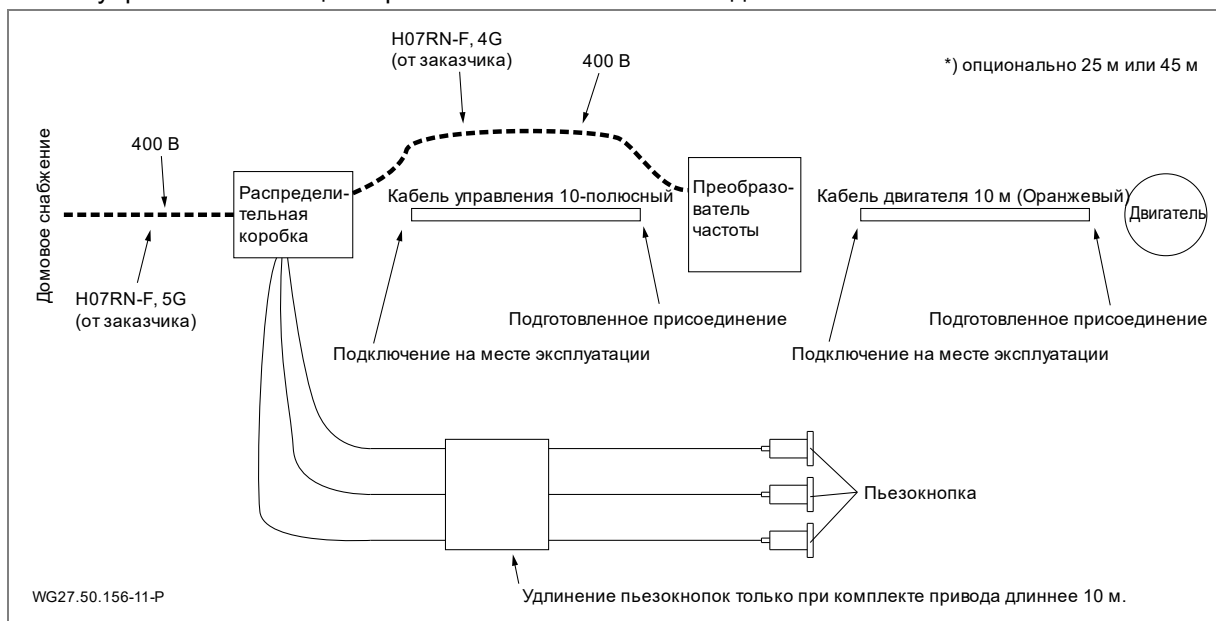 H07RN-F, 4G
(от заказчика)
400 В
*) опционально 25 м или 45 м
400 В
Домовое снабжение
Распредели-
тельная
коробка
Кабель управления 10-полюсный
Преобразо-
ватель
частоты
Кабель двигателя 10 м (Оранжевый)
Двигатель
H07RN-F, 5G
(от заказчика)
Подготовленное присоединение
Подготовленное присоединение
Подключение на месте эксплуатации
Подключение на месте эксплуатации
Пьезокнопка
WG27.50.156-11-P
Удлинение пьезокнопок только при комплекте привода длиннее 10 м.